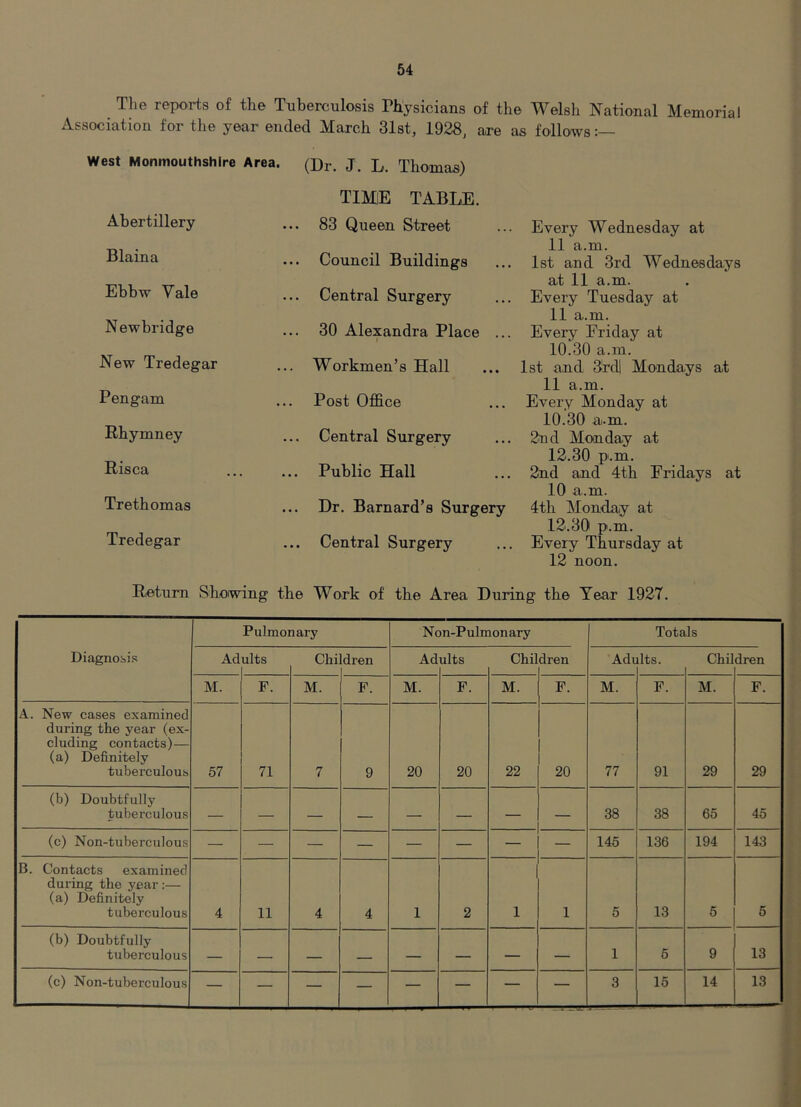 54
The reports of the Tuberculosis Physicians of the Welsh National Memorial
Association for the year ended March 31st, 1928, are as follows:—
West Monmouthshire Area. (Dr. J. L. Thomas)
TIME TABLE.
Abertillery ... 83 Queen Street ... Every Wednesday at
11 a.m.
Blaina ... Council Buildings ... 1st and 3rd Wednesdays
at 11 a.m.
Ebbw Vale ... Central Surgery ... Every Tuesday at
11 a.m.
Newbridge ... 30 Alexandra Place ... Every Friday at
10.30 a.m.
New Tredegar ... Workmen's Hall ... 1st and 3rd Mondays at
11 a.m.
Pengam ... Post Office ... Every Monday at
10.30 a.m.
Rhymney ... Central Surgery ... 2nd Monday at
12.30 p.m.
Risca ... ... Public Hall ... 2nd and 4th Fridays at
10 a.m.
Trethomas ... Dr. Barnard's Surgery 4th Monday at
12.30 p.m.
Tredegar ... Central Surgery ... Every Thursday at
12 noon.
Return Showing the Work of the Area During the Year 1927.
Diagnosis Pulmonary Non-Pulmonary Totals
Adults Children Adults Children Adults. Children
M. F. M. F. M. F. M. F. M. F. M. F.
A. New cases examined
during the year (ex-
cluding contacts)—
(a) Definitely
tuberculous 57 71 7 9 20 20 22 20 77 91 29 29
(b) Doubtfully
tuberculous — — — — — — — — 38 38 65 45
(c) Non-tuberculous — — — — — — — — 145 136 194 143
B. Contacts examined
during the year:—
(a) Definitely
tuberculous 4 11 4 4 1 2 1 1 5 13 5 5
(b) Doubtfully
tuberculous — — — — — — — — 1 5 9 13
(c) Non-tuberculous — — — — — — — — 3 15 14 13